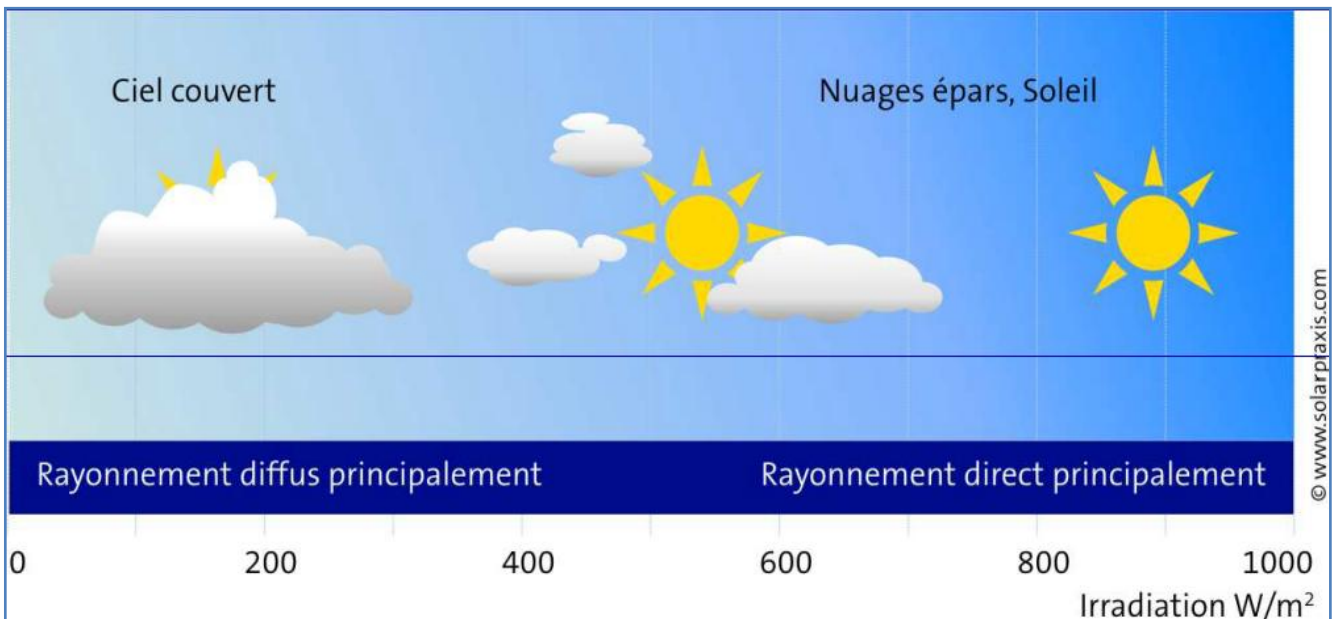 Ciel couvert
Nuages épars, Soleil
Rayonnement diffus principalement
Rayonnement direct principalement
0 200 400 600 800 1000
Irradiation W/m²
© www.solarpraxis.com